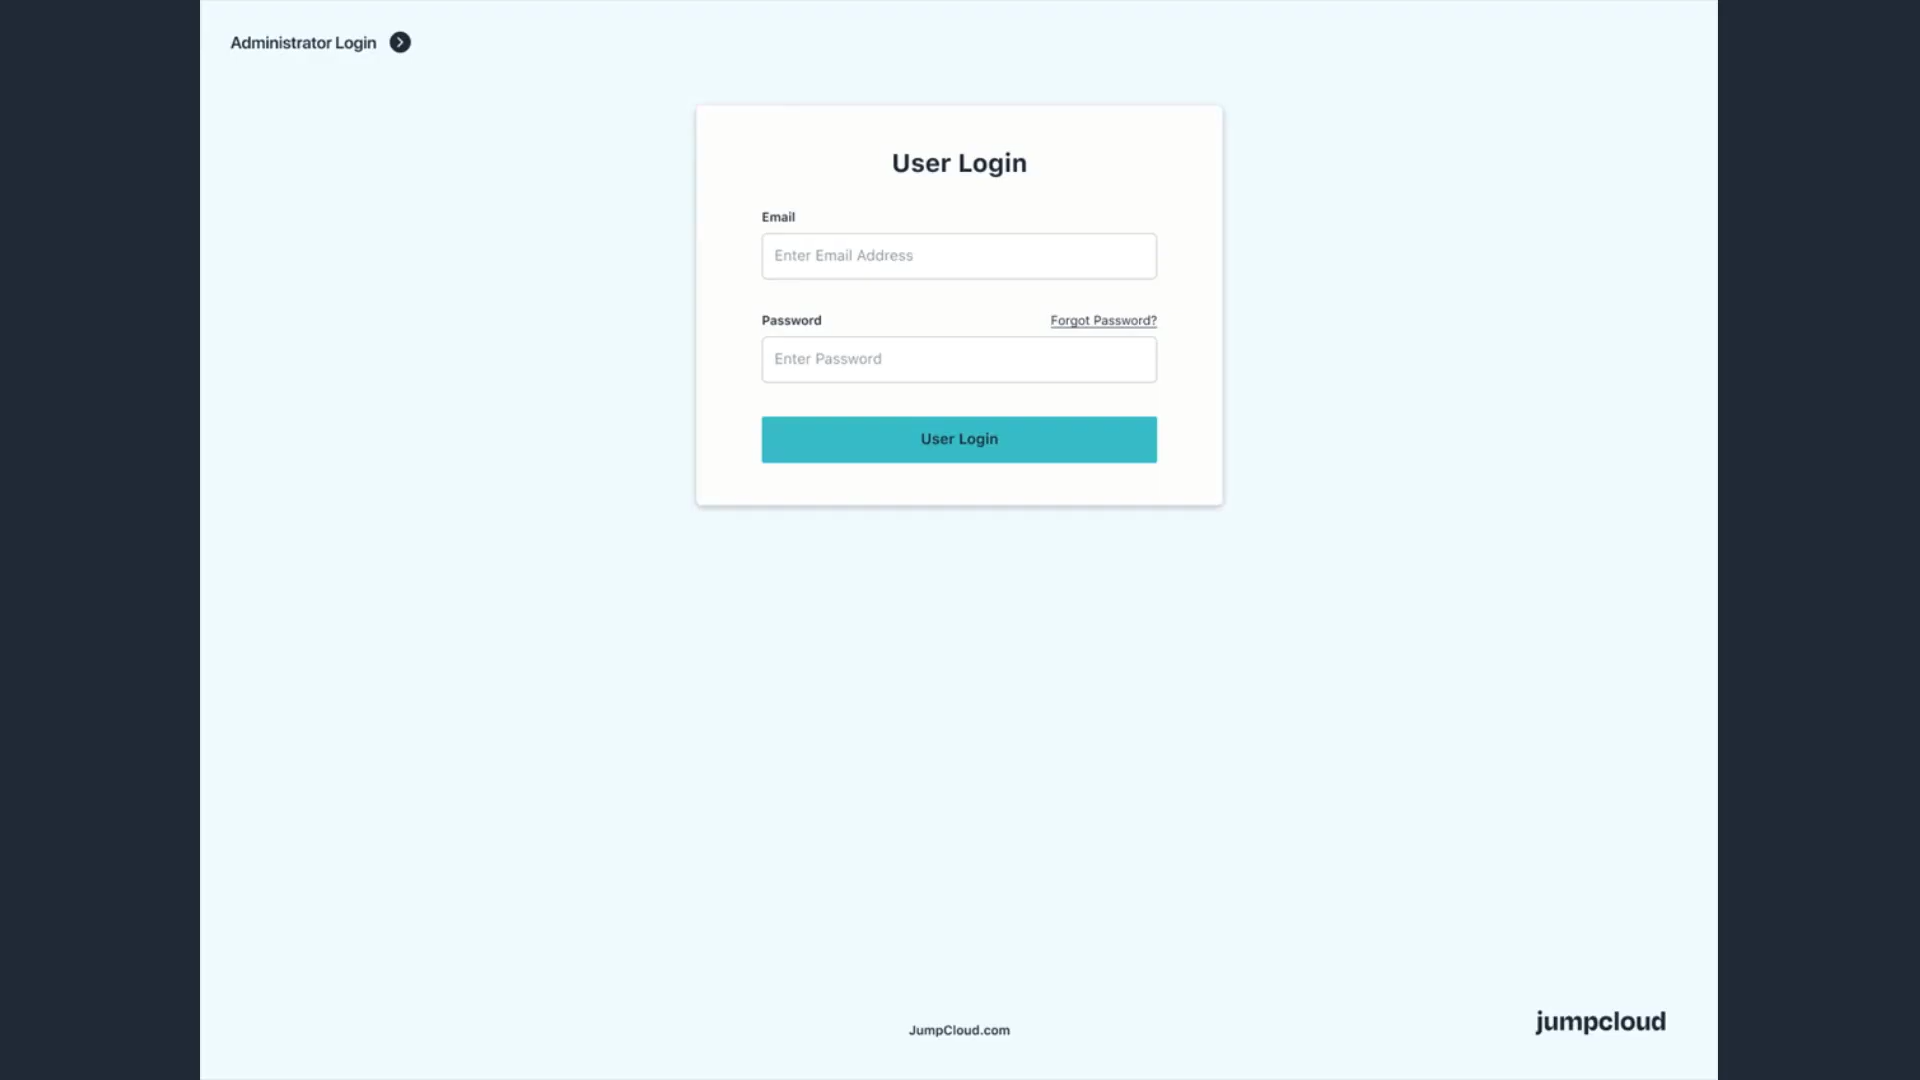 Administrator Login
User Login
Email
Enter Email Address
Password Forgot Password?
Enter Password
User Login
JumpCloud.com
jumpcloud